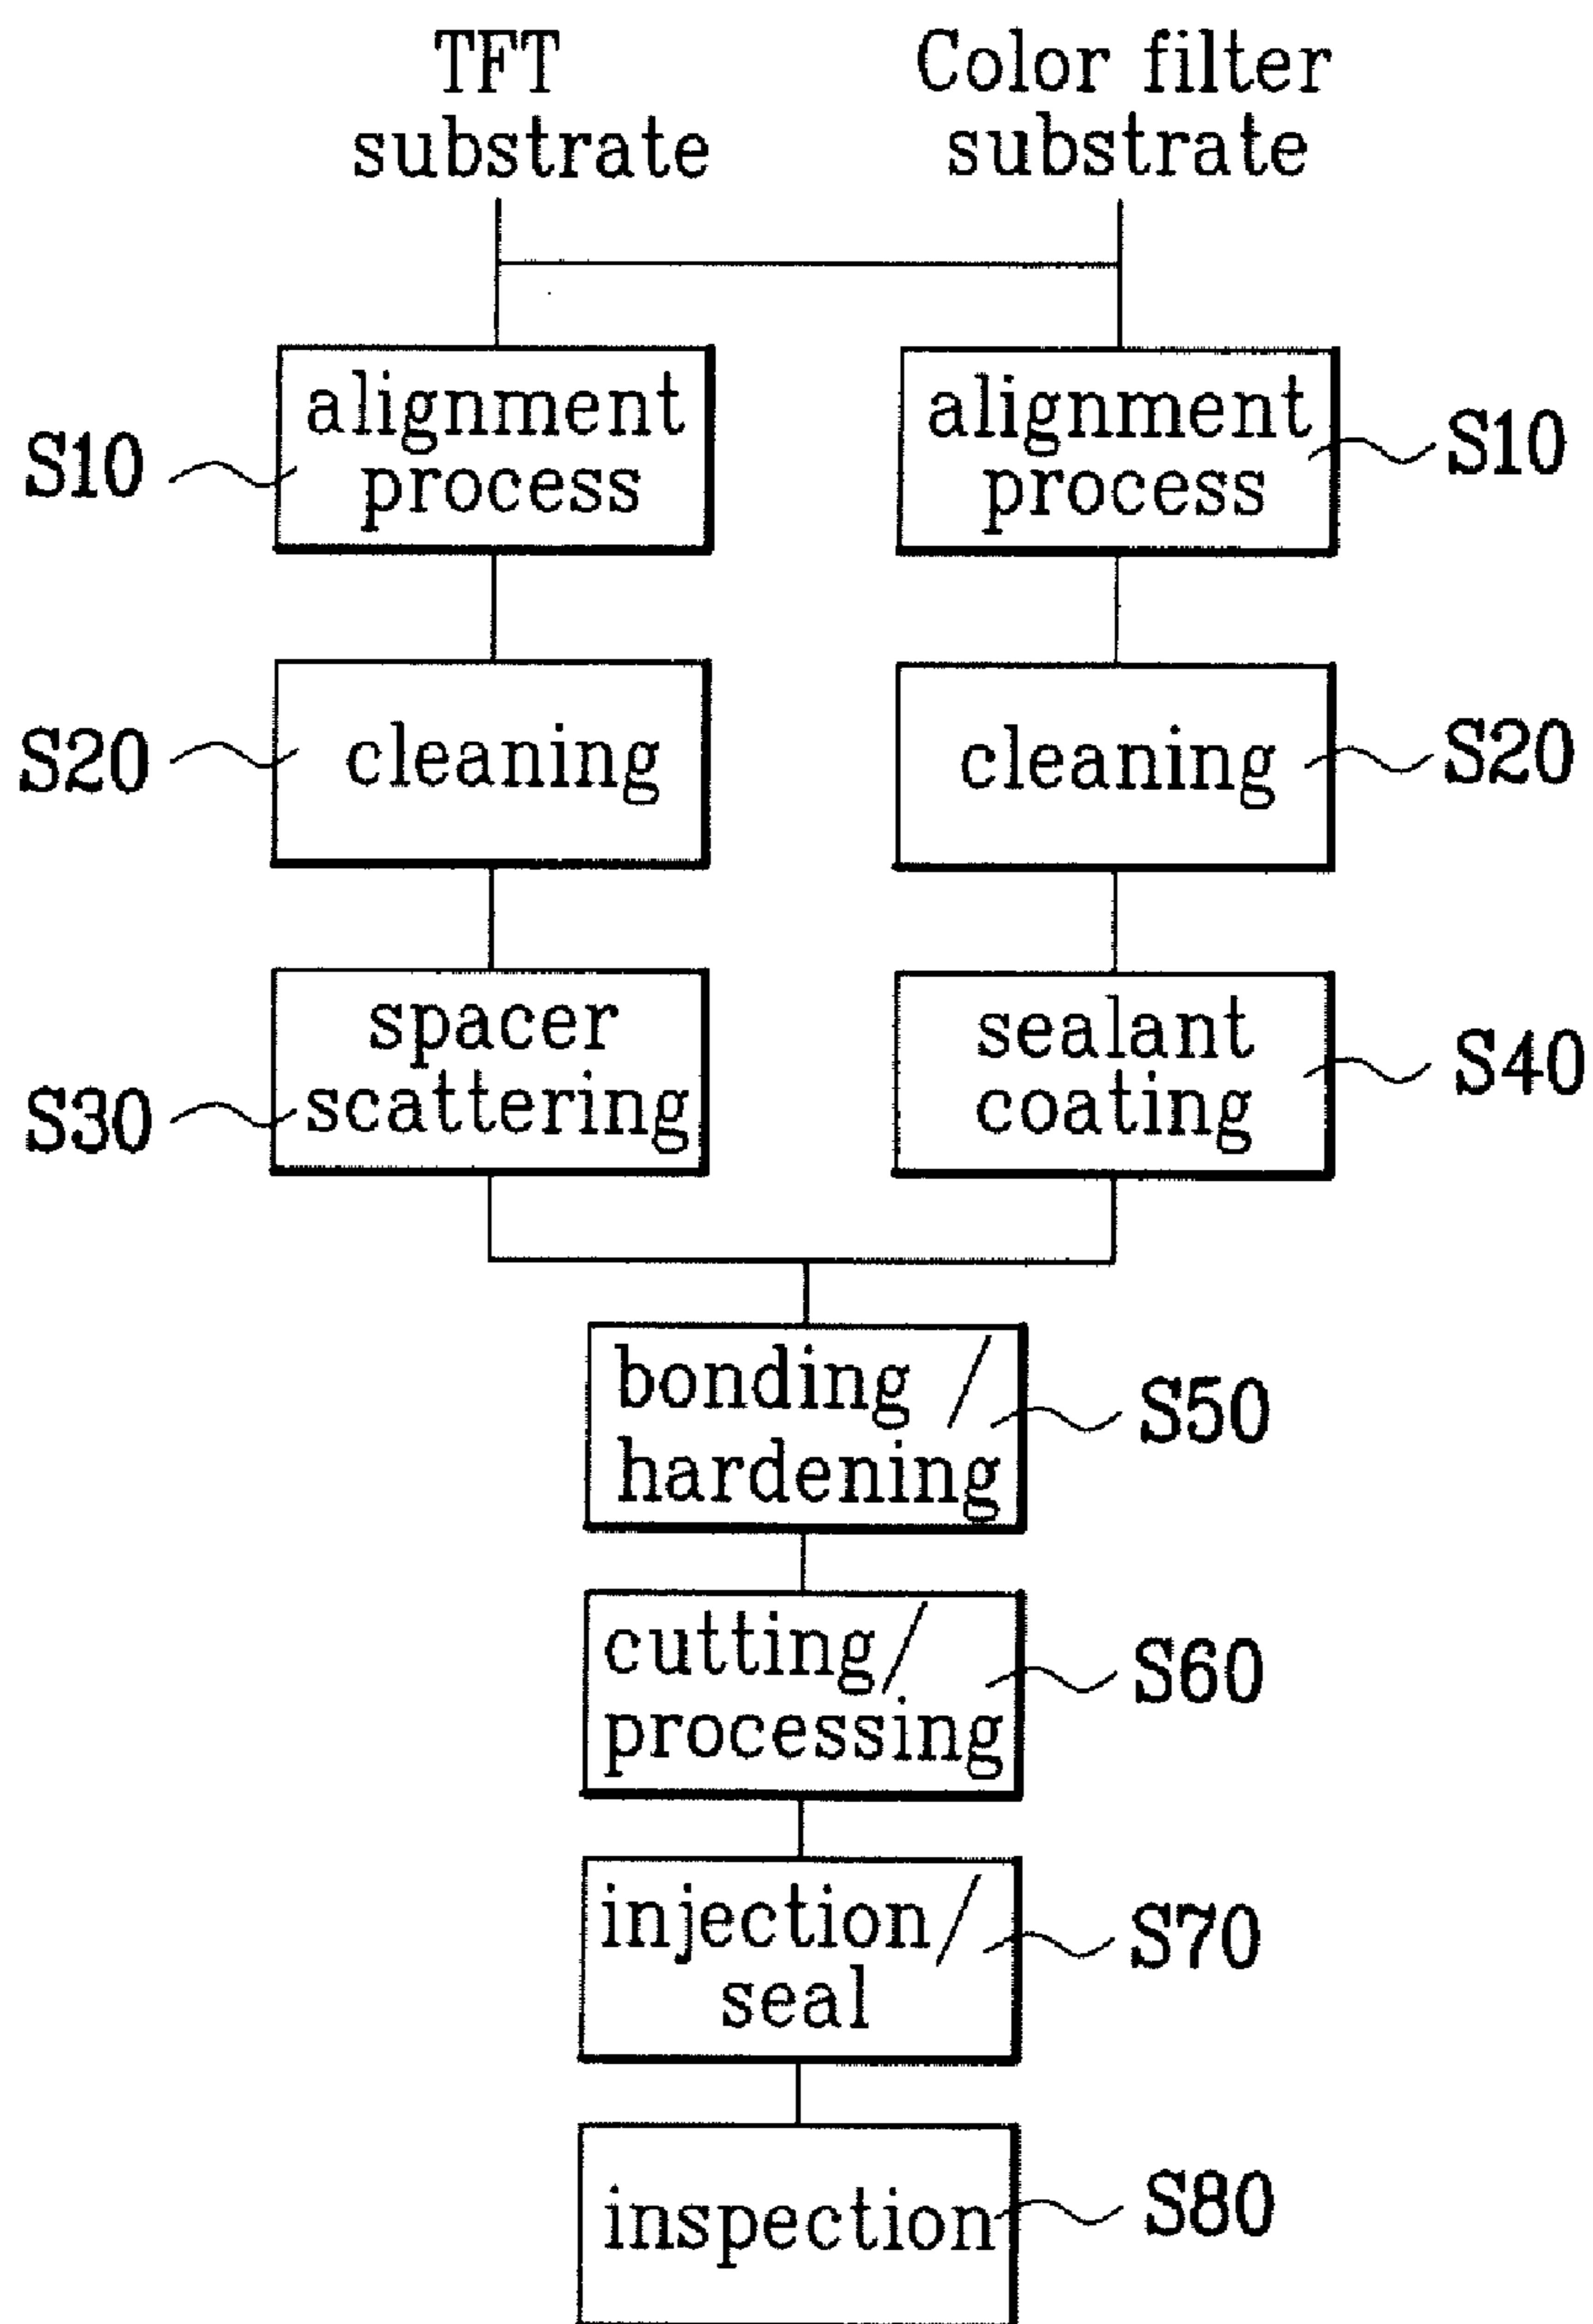 TFT
substrate
Color filter
substrate
alignment
process
S10
alignment
process
S10
S20
cleaning
cleaning
S20
spacer
scattering
S30
sealant
coating
S40
bonding /
hardening
S50
cutting/
processing
S60
injection/
seal
S70
inspection
S80